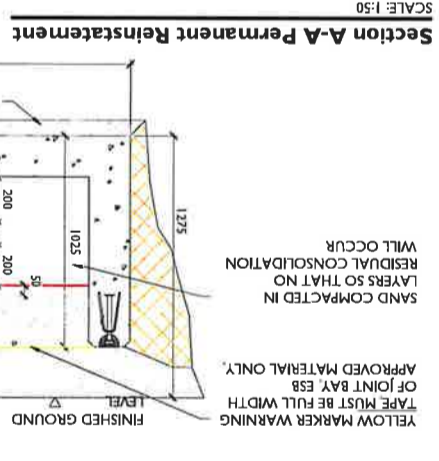 YELLOW MARKER WARNING
TAPE, MUST BE FULL WIDTH
OF JOINT BAY, ESB
APPROVED MATERIAL ONLY.
FINISHED GROUND
LEVEL
SAND COMPACTED IN
LAYERS SO THAT NO
RESIDUAL CONSOLIDATION
WILL OCCUR
50
200
200
1025
1275
Section A-A Permanent Reinstatement
SCALE: 1:50